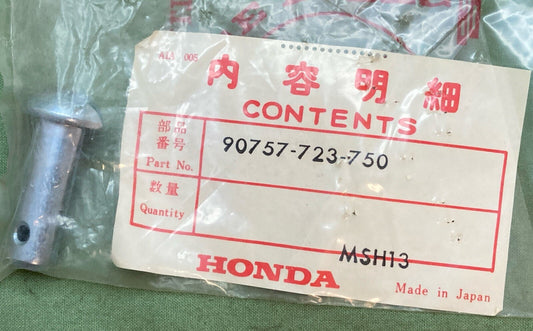 AIA 005
内容明細
CONTENTS
部品番号 Part No. 90757-723-750
数量 Quantity
MSH13
HONDA Made in Japan